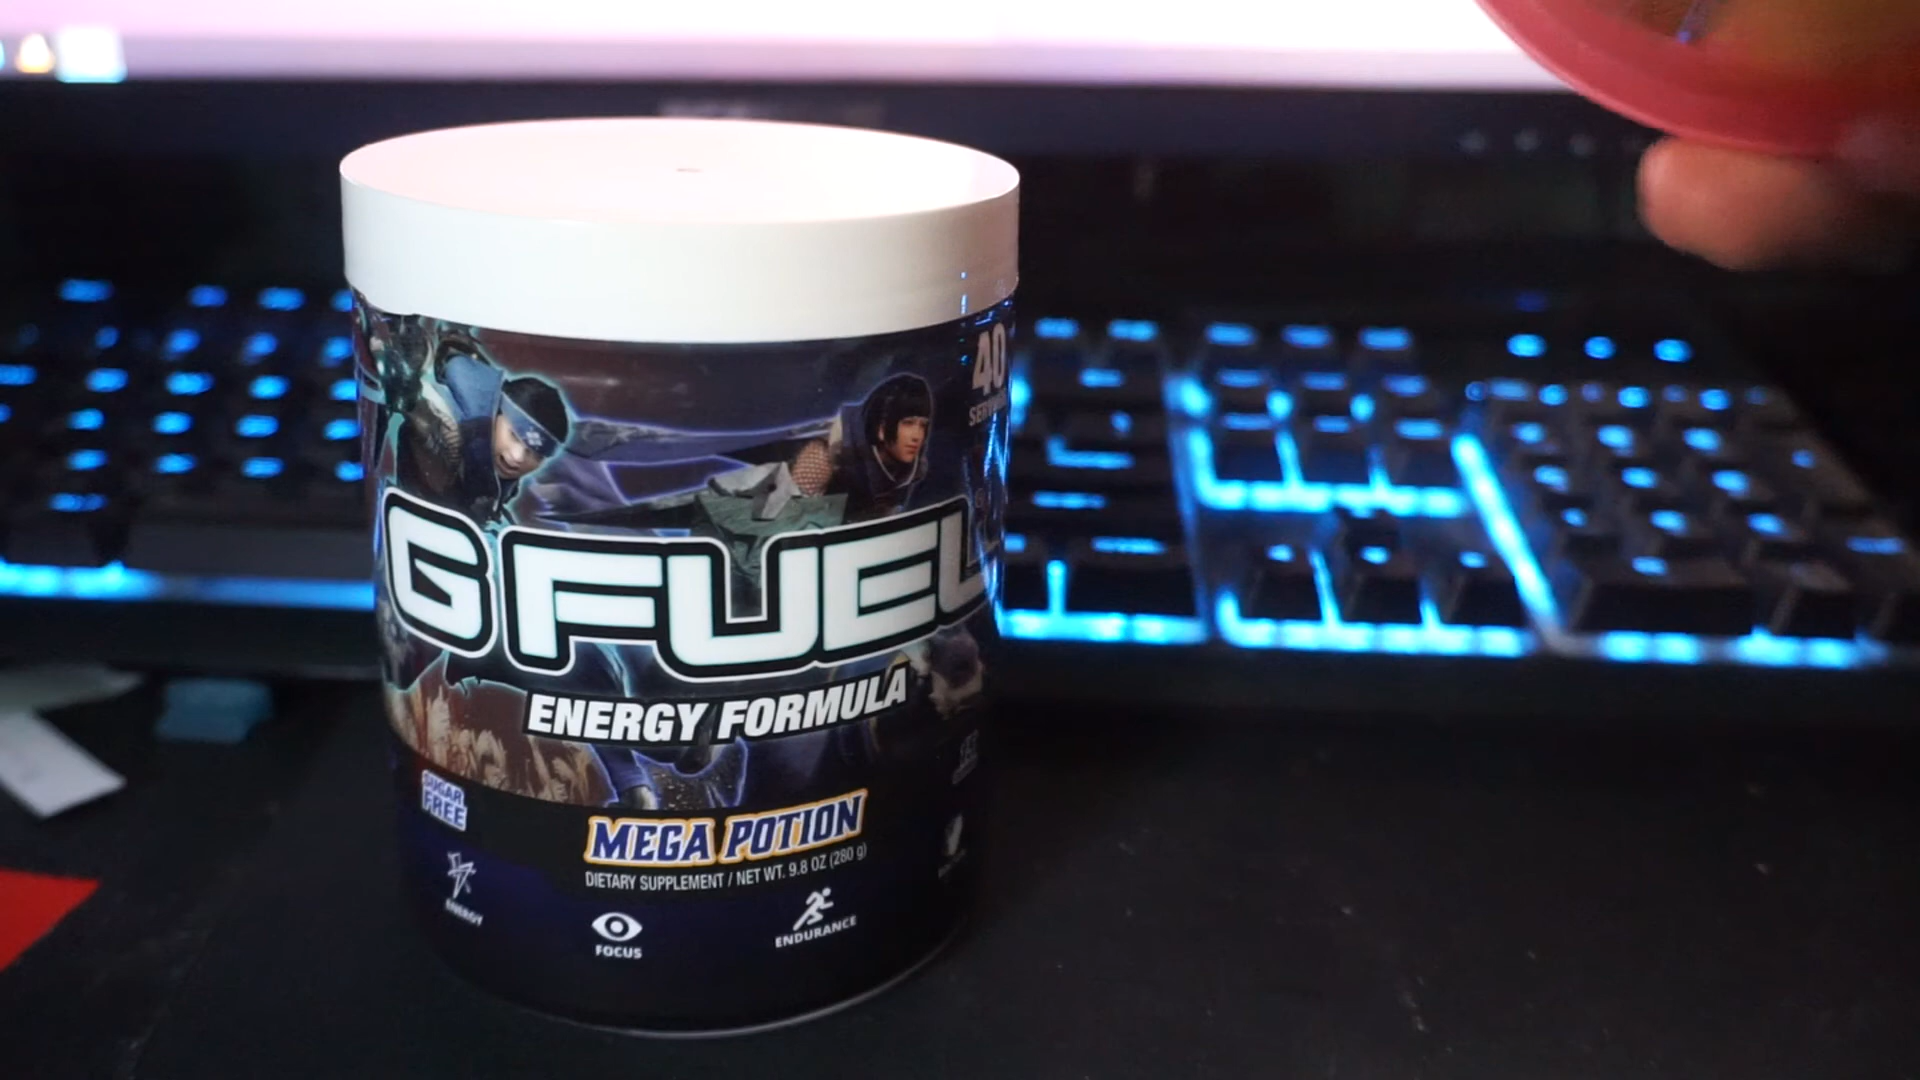 40
G FUEL
ENERGY FORMULA
SUGAR
FREE
MEGA POTION
DIETARY SUPPLEMENT / NET WT. 9.8 OZ (280 g)
ENERGY
FOCUS
ENDURANCE